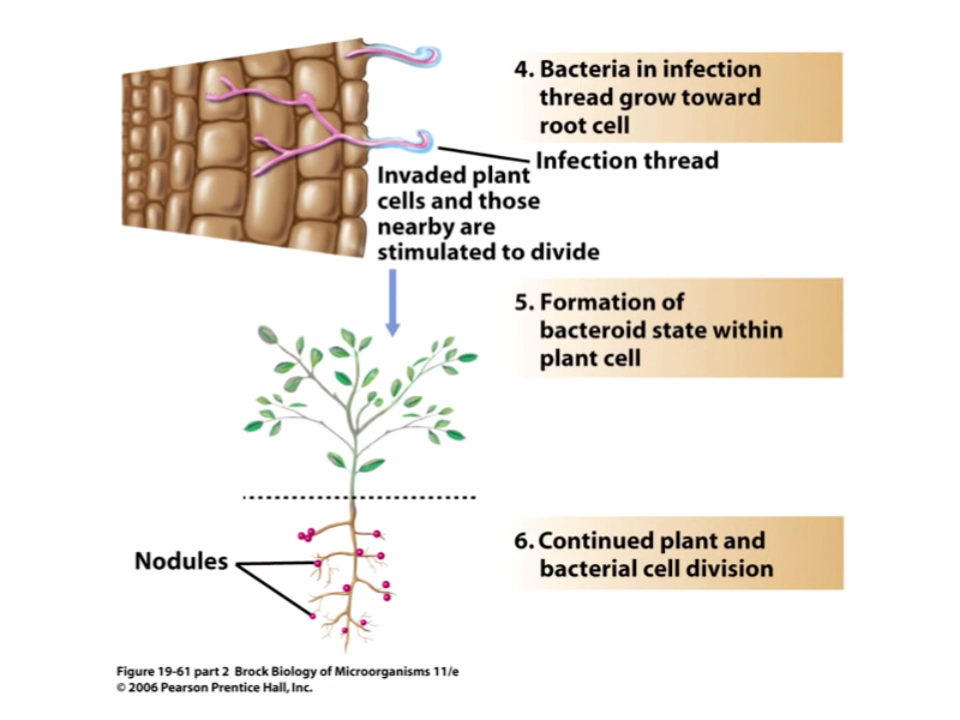 4. Bacteria in infection
thread grow toward
root cell
Infection thread
Invaded plant
cells and those
nearby are
stimulated to divide
5. Formation of
bacteroid state within
plant cell
6. Continued plant and
bacterial cell division
Nodules
Figure 19-61 part 2 Brock Biology of Microorganisms 11/e
© 2006 Pearson Prentice Hall, Inc.